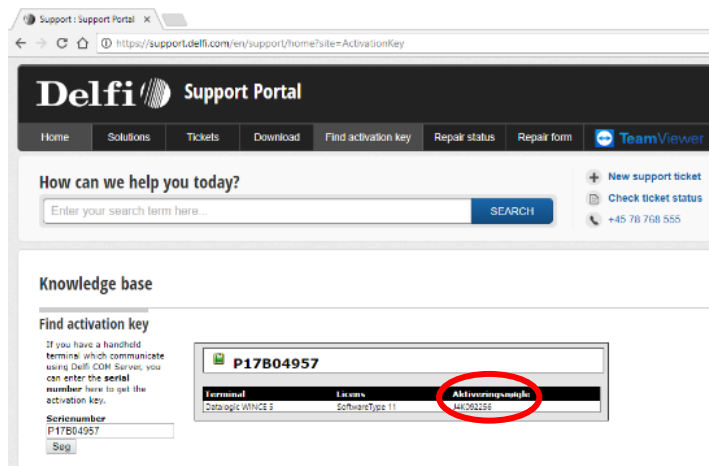 Support : Support Portal
https://support.delfi.com/en/support/home?site=ActivationKey
Delfi Support Portal
Home Solutions Tickets Download Find activation key Repair status Repair form TeamViewer
How can we help you today?
Enter your search term here...
SEARCH
New support ticket
Check ticket status
+45 78 768 555
Knowledge base
Find activation key
If you have a handheld
terminal which communicate
using Delfi COM Server, you
can enter the serial
number here to get the
activation key.
Serienumber
P17B04957
Søg
P17B04957
Terminal Licens Aktiveringsnøgle
Datalogic WINCE 5 SoftwareType 11 J4K092256